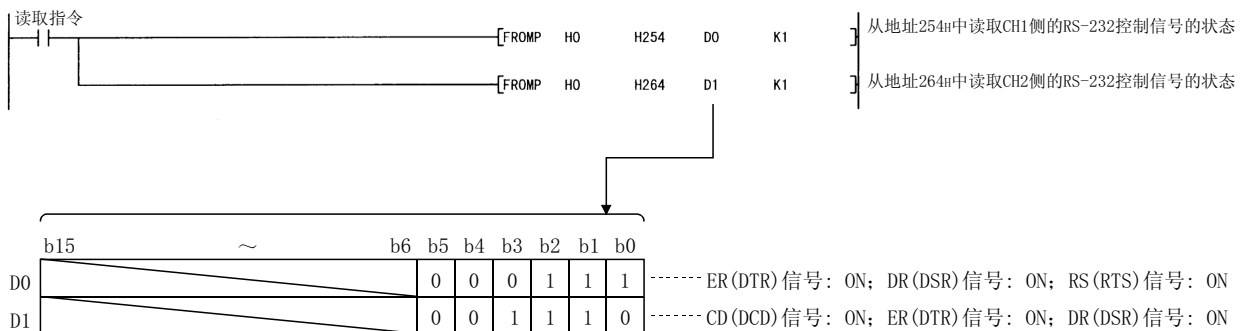 读取指令
FROMP H0 H254 D0 K1 从地址254H中读取CH1侧的RS-232控制信号的状态
FROMP H0 H264 D1 K1 从地址264H中读取CH2侧的RS-232控制信号的状态
b15 ～ b6 b5 b4 b3 b2 b1 b0
D0 0 0 0 1 1 1 ER(DTR)信号: ON; DR(DSR)信号: ON; RS(RTS)信号: ON
D1 0 0 1 1 1 0 CD(DCD)信号: ON; ER(DTR)信号: ON; DR(DSR)信号: ON